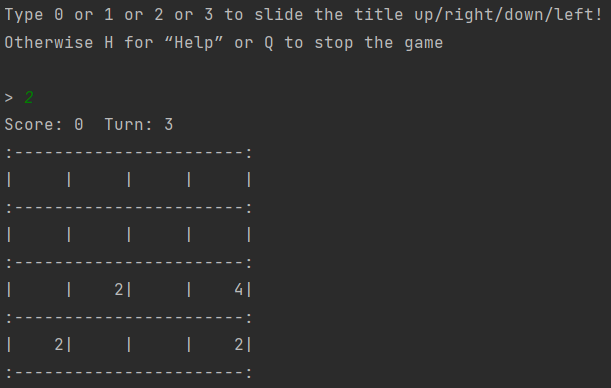 Type 0 or 1 or 2 or 3 to slide the title up/right/down/left!
Otherwise H for “Help” or Q to stop the game
> 2
Score: 0  Turn: 3
:-----------------------:
|     |     |     |     |
:-----------------------:
|     |     |     |     |
:-----------------------:
|     |    2|     |    4|
:-----------------------:
|    2|     |     |    2|
:-----------------------: